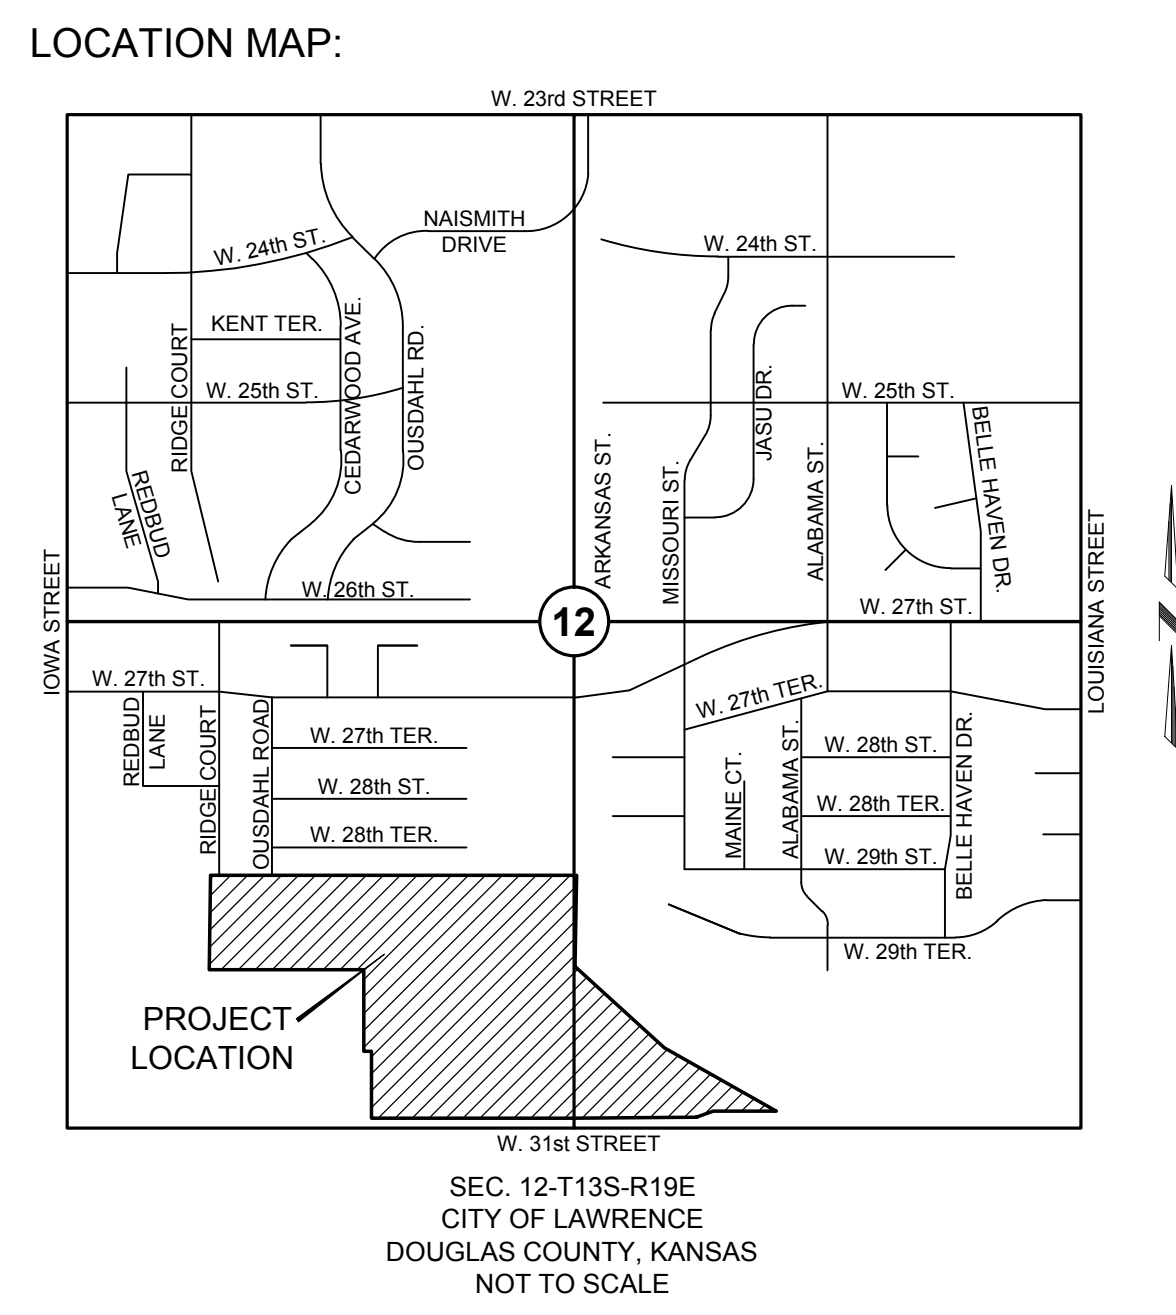 LOCATION MAP:
W. 23rd STREET
NAISMITH
DRIVE
W. 24th ST.
W. 24th ST.
KENT TER.
RIDGE COURT
CEDARWOOD AVE.
OUSDAHL RD.
W. 25th ST.
JASU DR.
W. 25th ST.
BELLE HAVEN DR.
REDBUD
LANE
ARKANSAS ST.
MISSOURI ST.
ALABAMA ST.
IOWA STREET
LOUISIANA STREET
W. 26th ST.
W. 27th ST.
12
W. 27th ST.
W. 27th TER.
REDBUD
LANE
RIDGE COURT
OUSDAHL ROAD
W. 27th TER.
W. 28th ST.
W. 28th TER.
MAINE CT.
ALABAMA ST.
W. 28th ST.
W. 28th TER.
W. 29th ST.
BELLE HAVEN DR.
W. 29th TER.
PROJECT
LOCATION
W. 31st STREET
SEC. 12-T13S-R19E
CITY OF LAWRENCE
DOUGLAS COUNTY, KANSAS
NOT TO SCALE